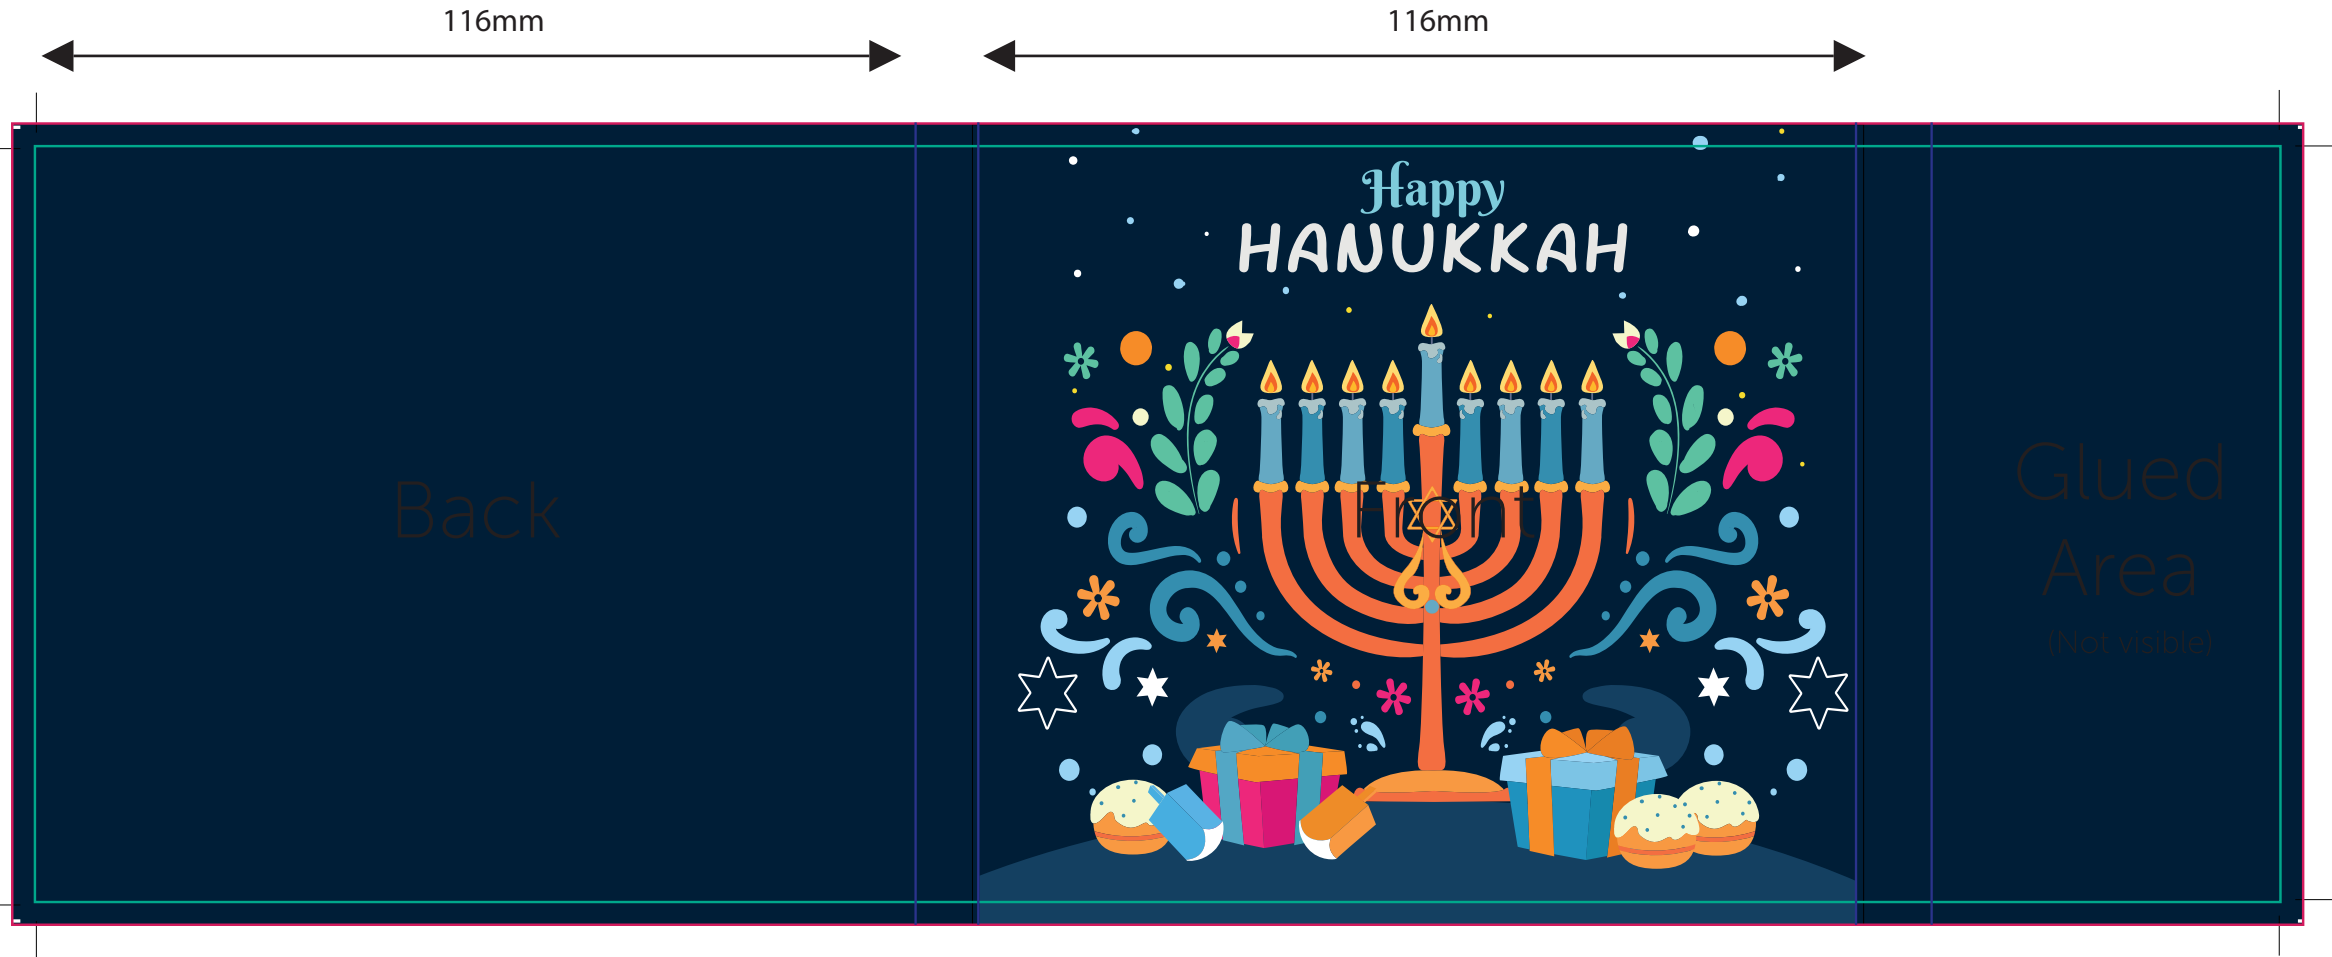 116mm
116mm
Happy
HANUKKAH
Back
Front
Glued
Area
(Not visible)